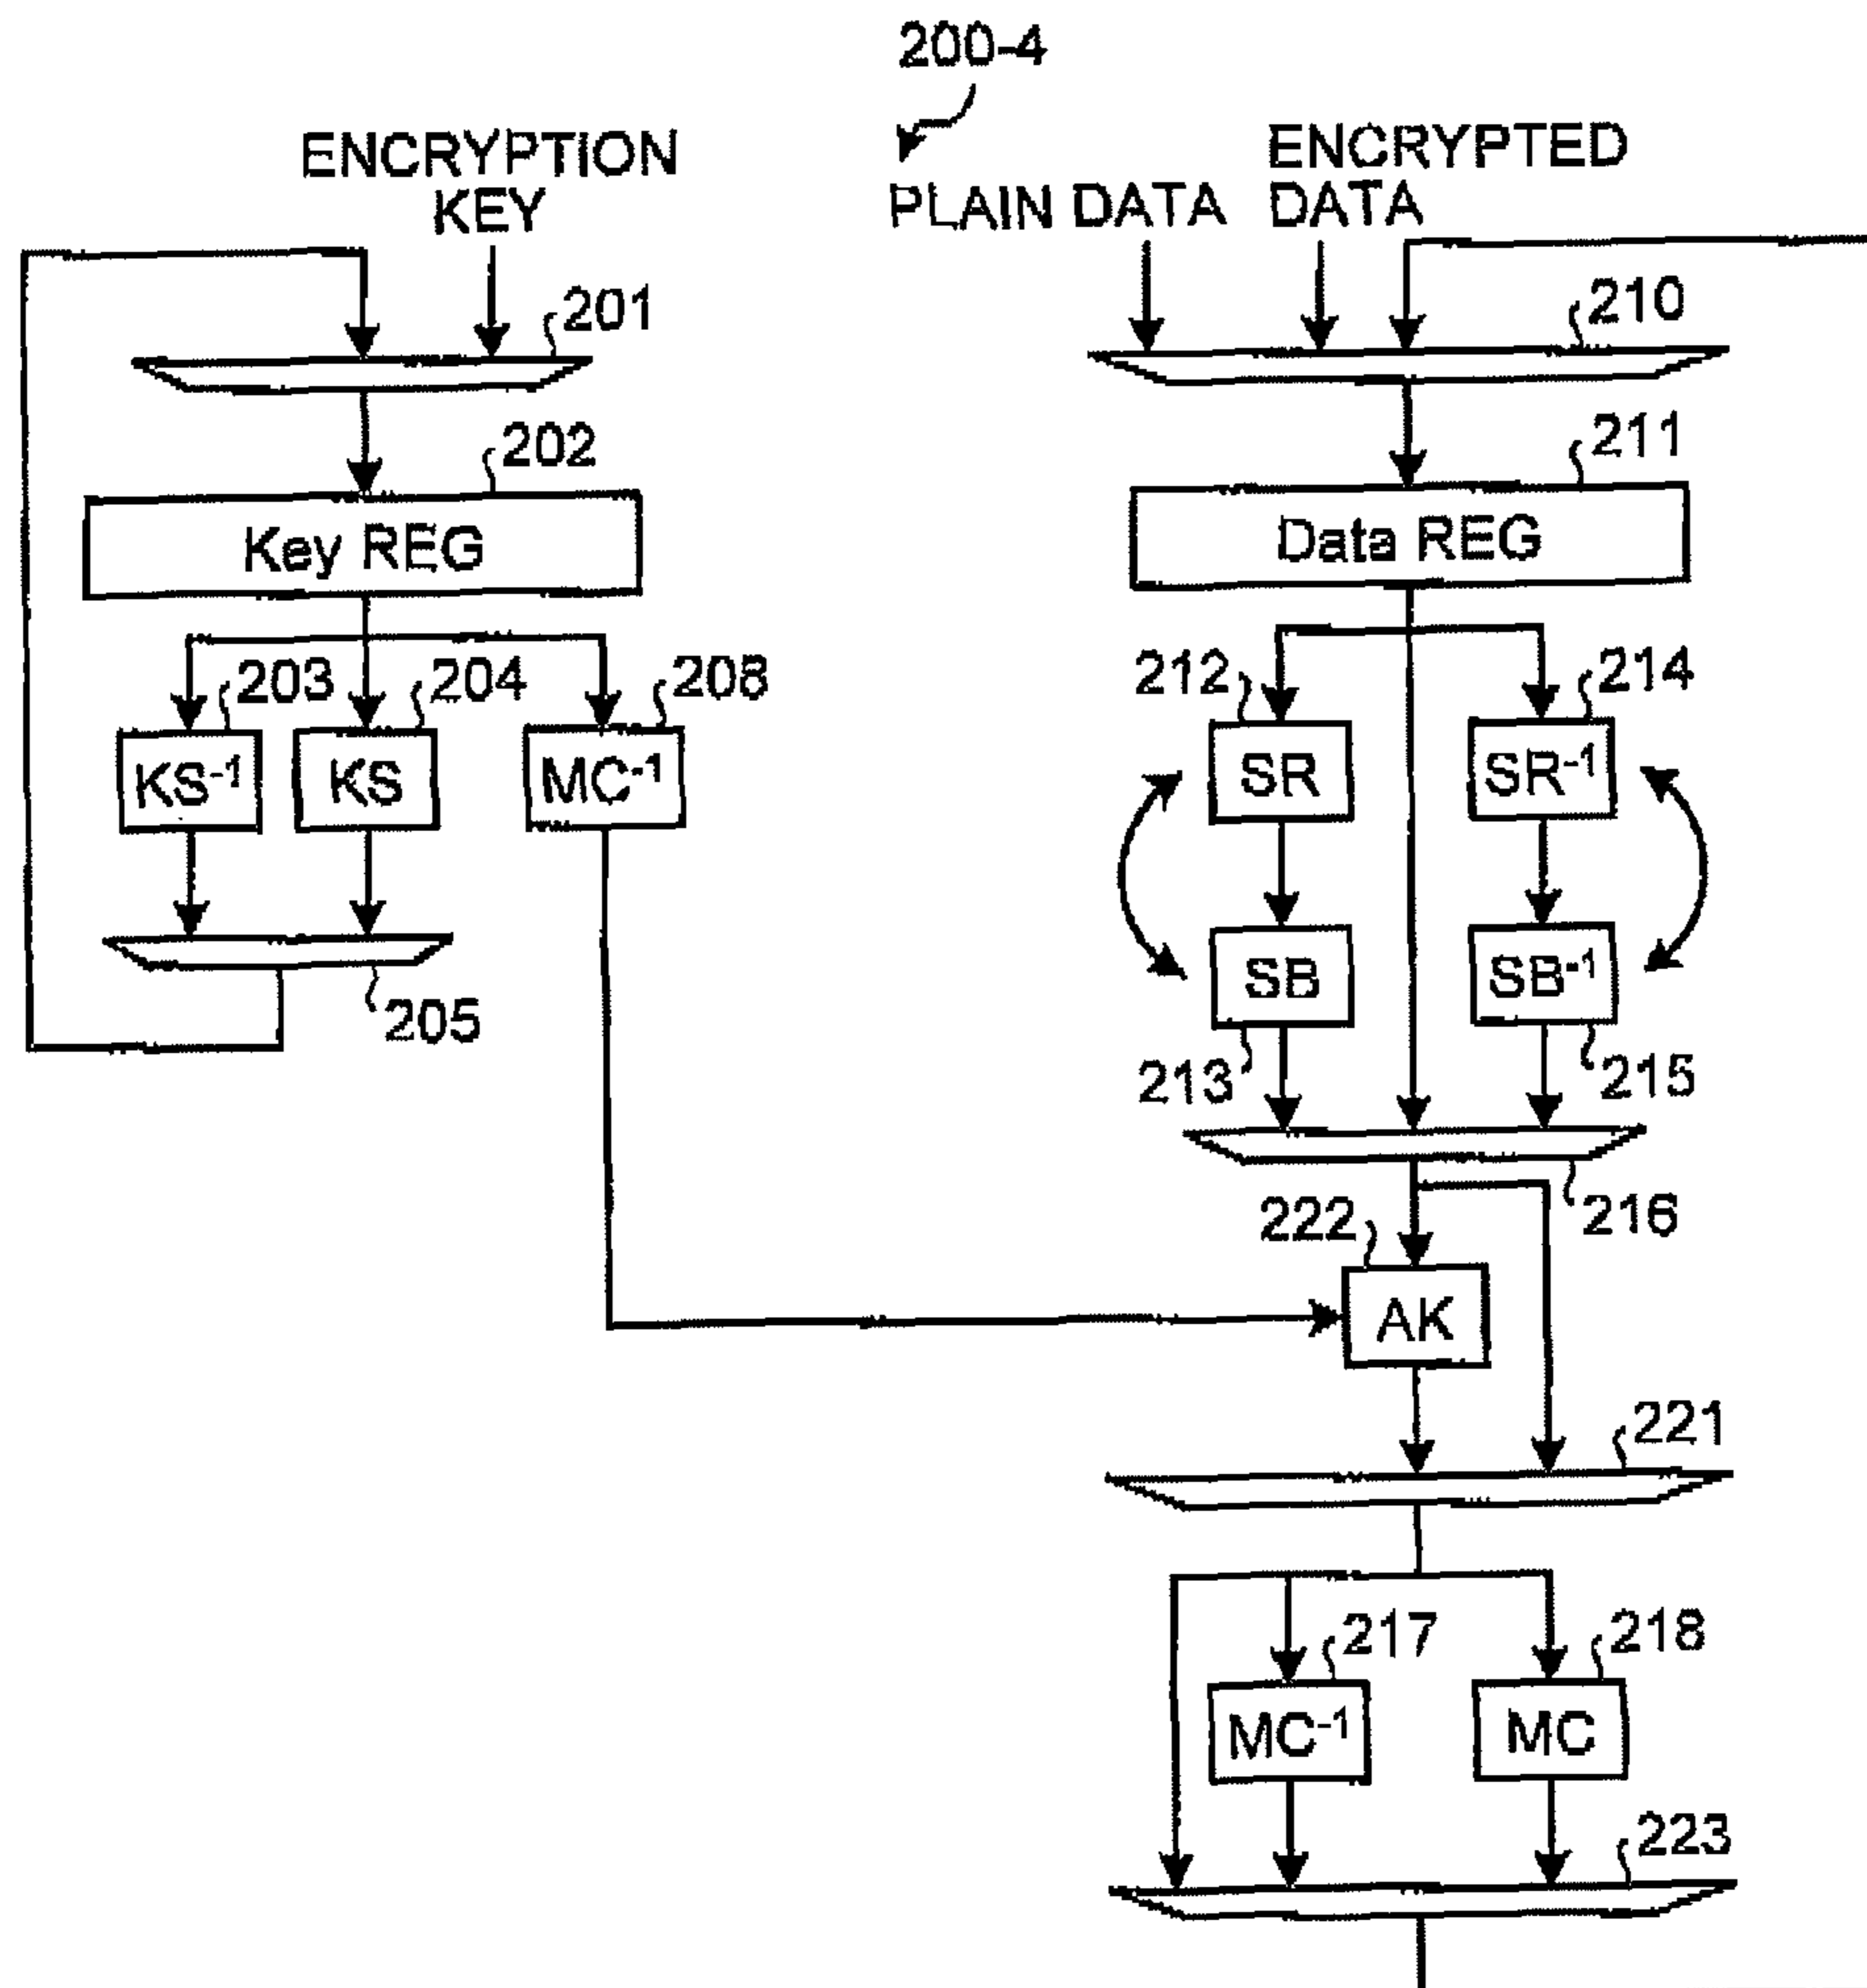 200-4
ENCRYPTION
KEY
PLAIN DATA
ENCRYPTED
DATA
201
210
202
211
Key REG
Data REG
203
204
208
212
214
KS-1
KS
MC-1
SR
SR-1
SB
SB-1
205
213
215
216
222
AK
221
217
218
MC-1
MC
223